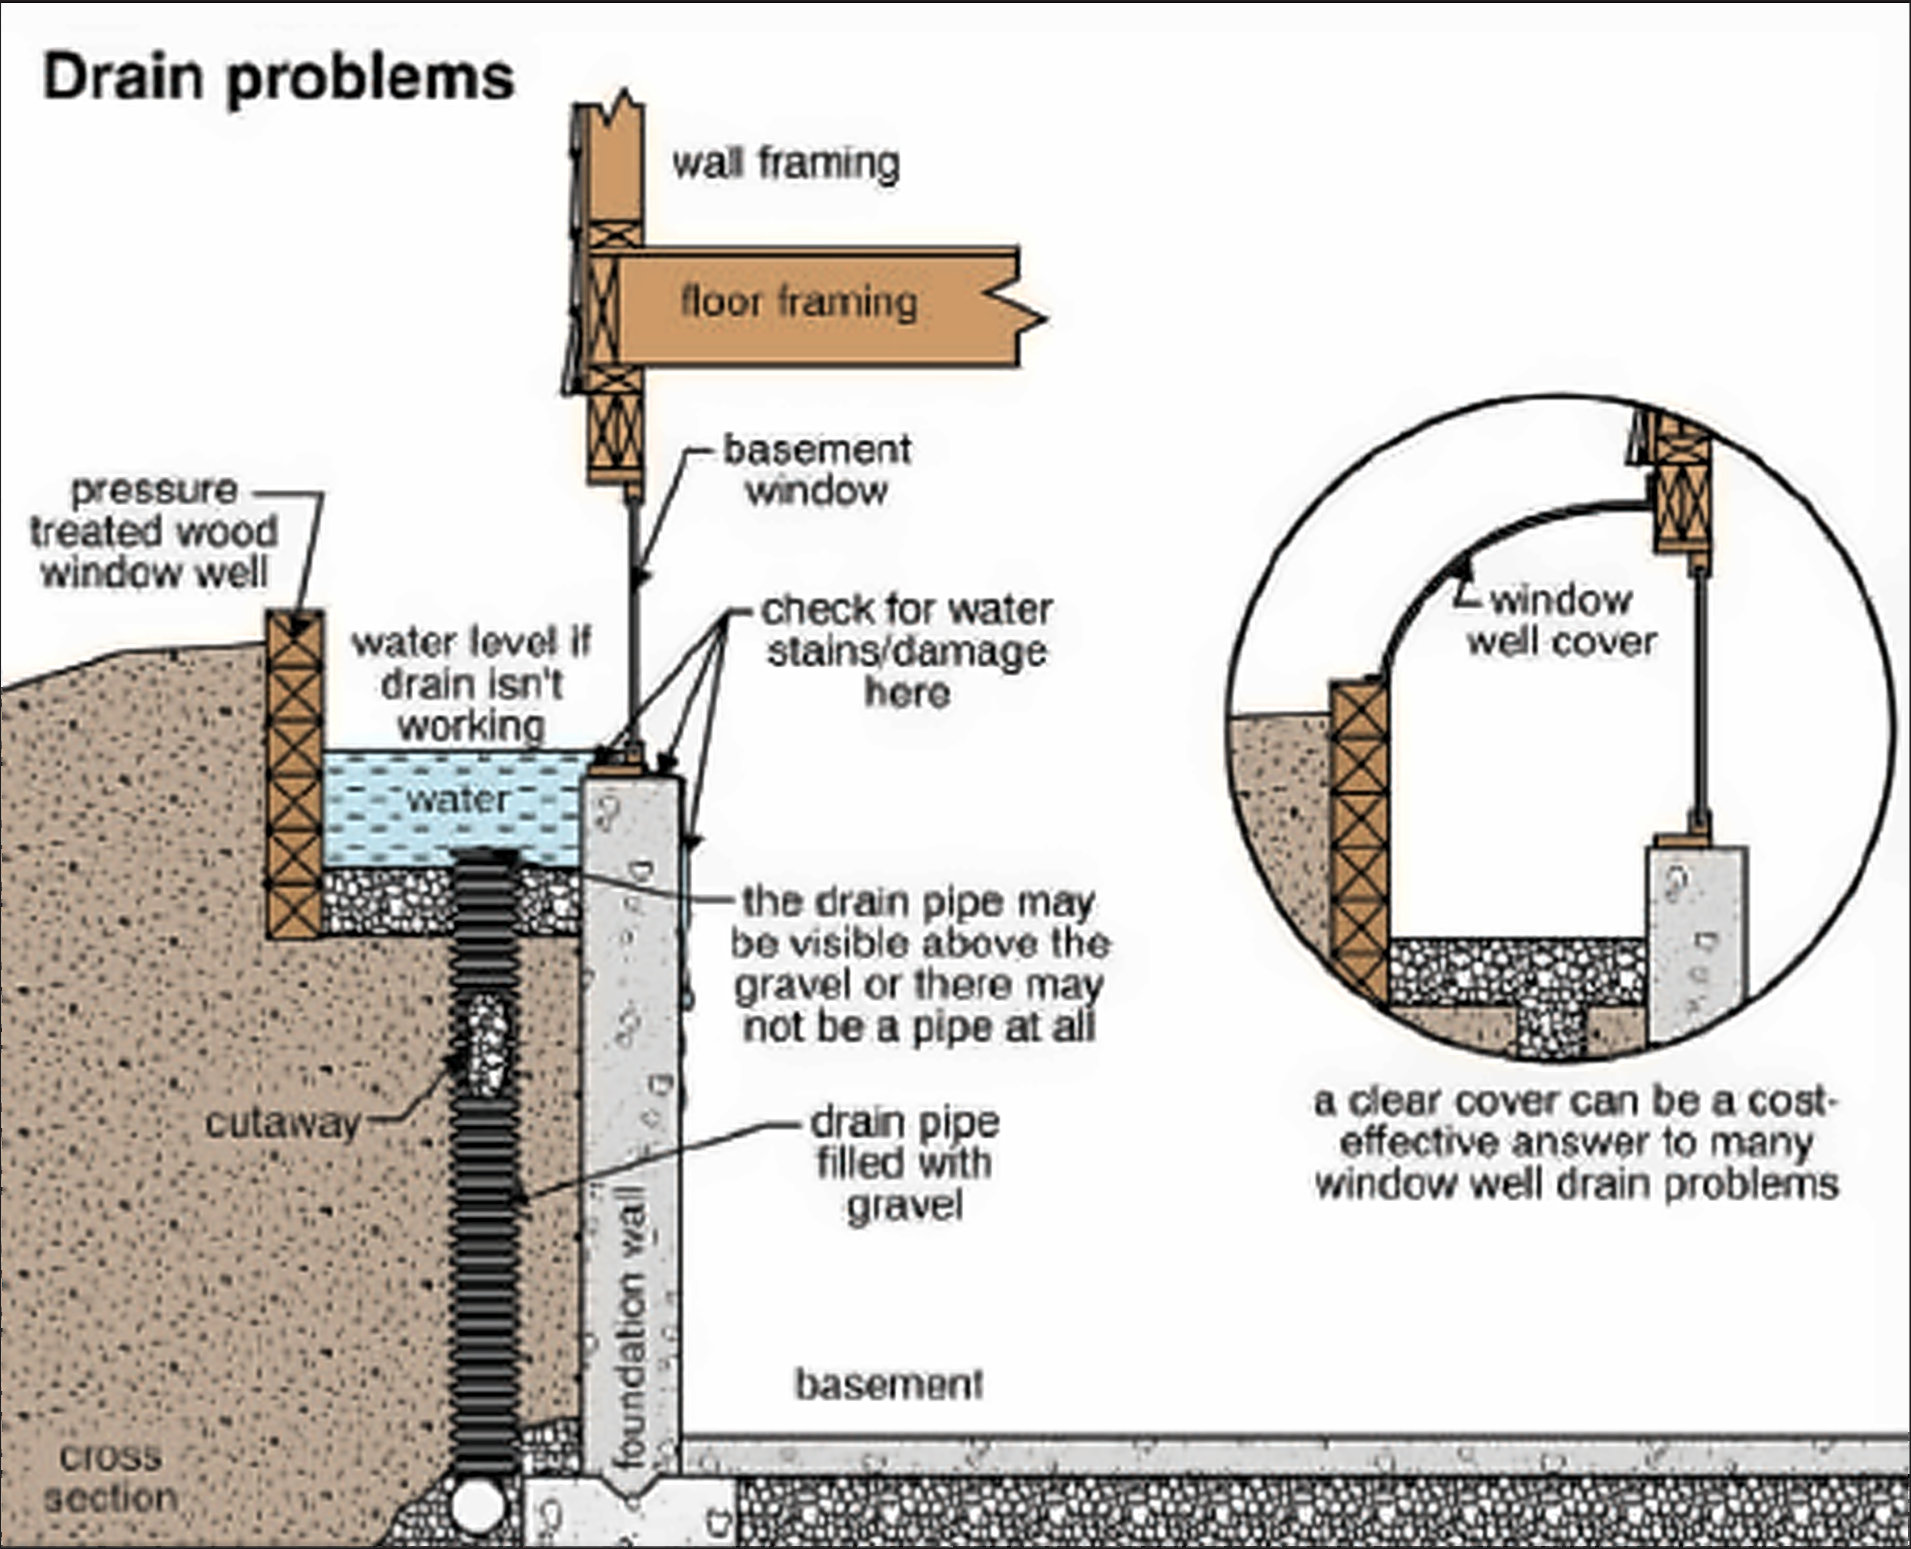 Drain problems
wall framing
floor framing
basement
window
pressure
treated wood
window well
water level if
drain isn't
working
check for water
stains/damage
here
water
window
well cover
the drain pipe may
be visible above the
gravel or there may
not be a pipe at all
cutaway
drain pipe
filled with
gravel
a clear cover can be a cost-
effective answer to many
window well drain problems
foundation wall
basement
cross
section